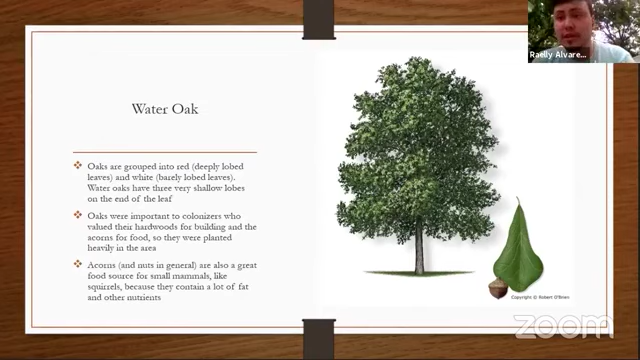 Raelly Alvare...
Water Oak
Oaks are grouped into red (deeply lobed
leaves) and white (barely lobed leaves).
Water oaks have three very shallow lobes
on the end of the leaf
Oaks were important to colonizers who
valued their hardwoods for building and the
acorns for food, so they were planted
heavily in the area
Acorns (and nuts in general) are also a great
food source for small mammals, like
squirrels, because they contain a lot of fat
and other nutrients
Copyright © Robert O'Brien
zoom